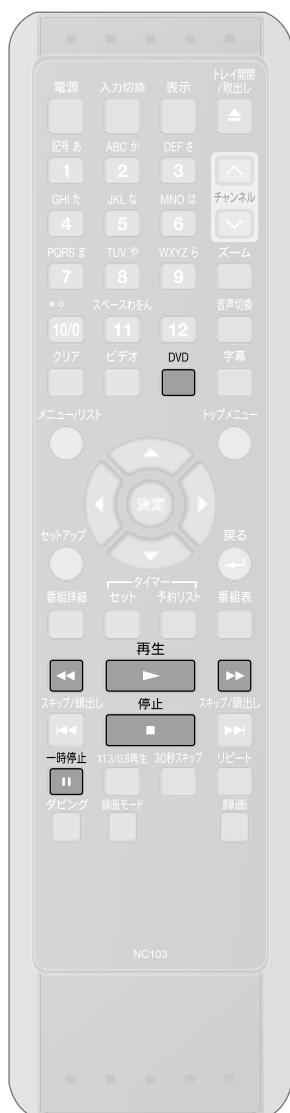 電源 入力切換 表示 トレイ開閉
/取出し
記号 あ ABC か DEF さ
1 2 3
GHI た JKL な MNO は チャンネル
4 5 6
PQRS ま TUV や WXYZ ら ズーム
7 8 9
゛゜ スペースわをん 音声切換
10/0 11 12
クリア ビデオ DVD 字幕
メニュー/リスト トップメニュー
決定
セットアップ 戻る
タイマー
番組詳細 セット 予約リスト 番組表
再生
スキップ/頭出し 停止 スキップ/頭出し
一時停止 X1.3/0.8再生 30秒スキップ リピート
ダビング 録画モード 録画
NC103